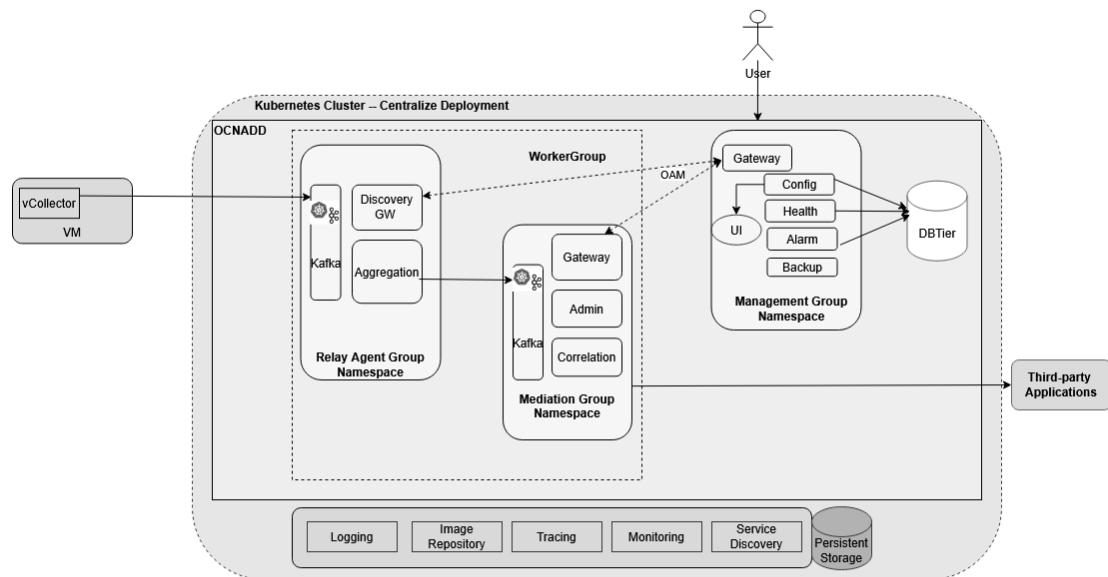 User
Kubernetes Cluster -- Centralize Deployment
OCNADD
WorkerGroup
vCollector
VM
Kafka
Discovery
GW
Aggregation
Relay Agent Group
Namespace
OAM
Kafka
Gateway
Admin
Correlation
Mediation Group
Namespace
Gateway
Config
Health
UI
Alarm
Backup
Management Group
Namespace
DBTier
Third-party
Applications
Logging
Image
Repository
Tracing
Monitoring
Service
Discovery
Persistent
Storage